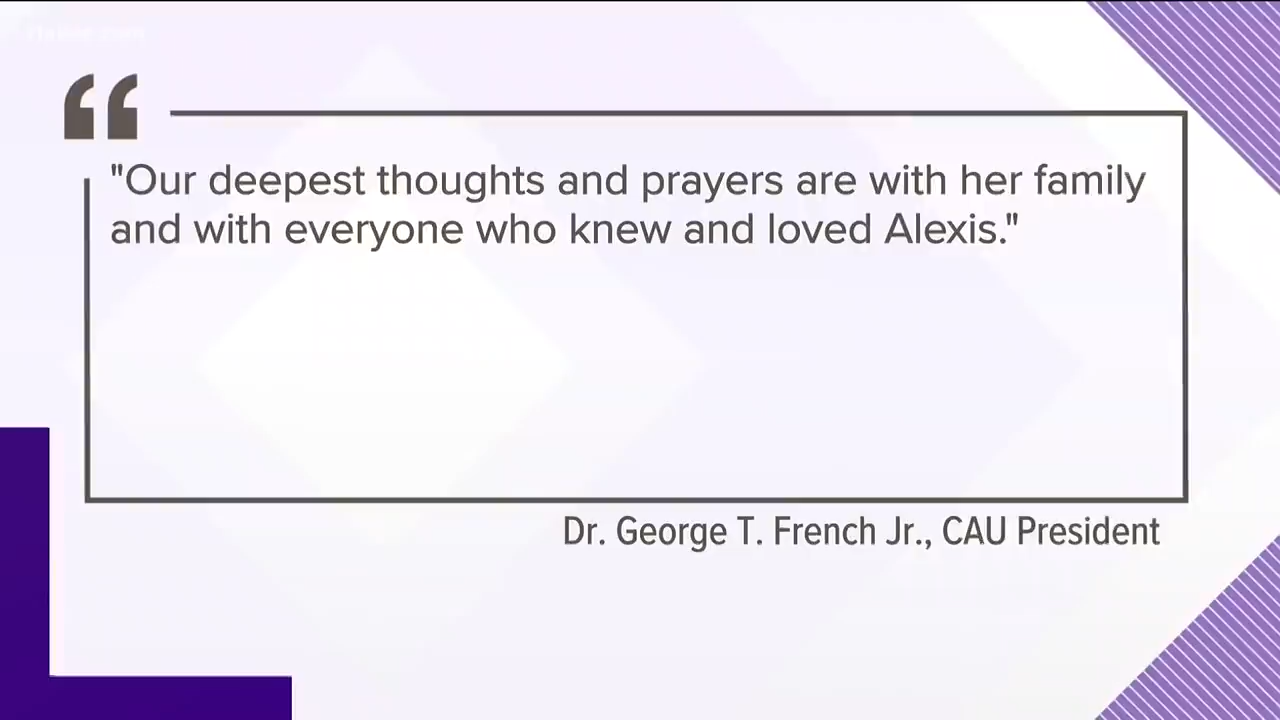 "Our deepest thoughts and prayers are with her family
and with everyone who knew and loved Alexis."
Dr. George T. French Jr., CAU President